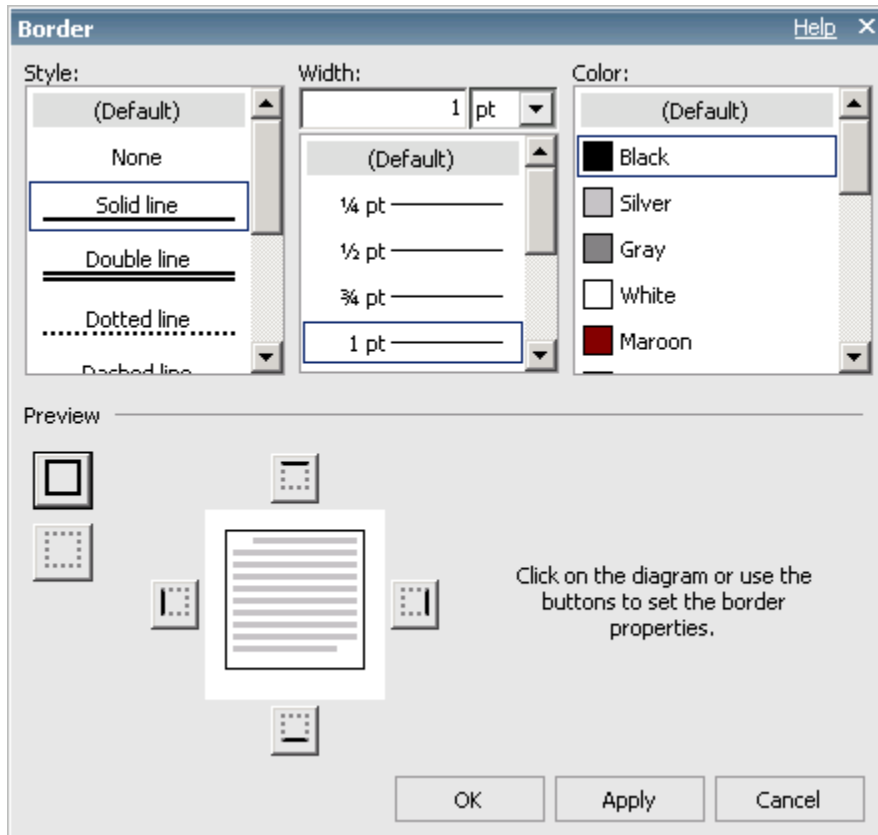 Border
Help
Style:
Width:
Color:
(Default)
None
Solid line
Double line
Dotted line
Dashed line
1
pt
(Default)
¼ pt
½ pt
¾ pt
1 pt
(Default)
Black
Silver
Gray
White
Maroon
Preview
Click on the diagram or use the
buttons to set the border
properties.
OK
Apply
Cancel